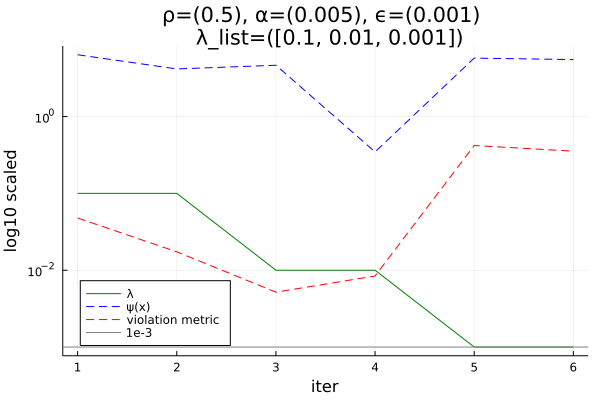 ρ=(0.5), α=(0.005), ϵ=(0.001)
λ_list=([0.1, 0.01, 0.001])
log10 scaled
10⁰
10⁻²
λ
ψ(x)
violation metric
1e-3
1 2 3 4 5 6
iter